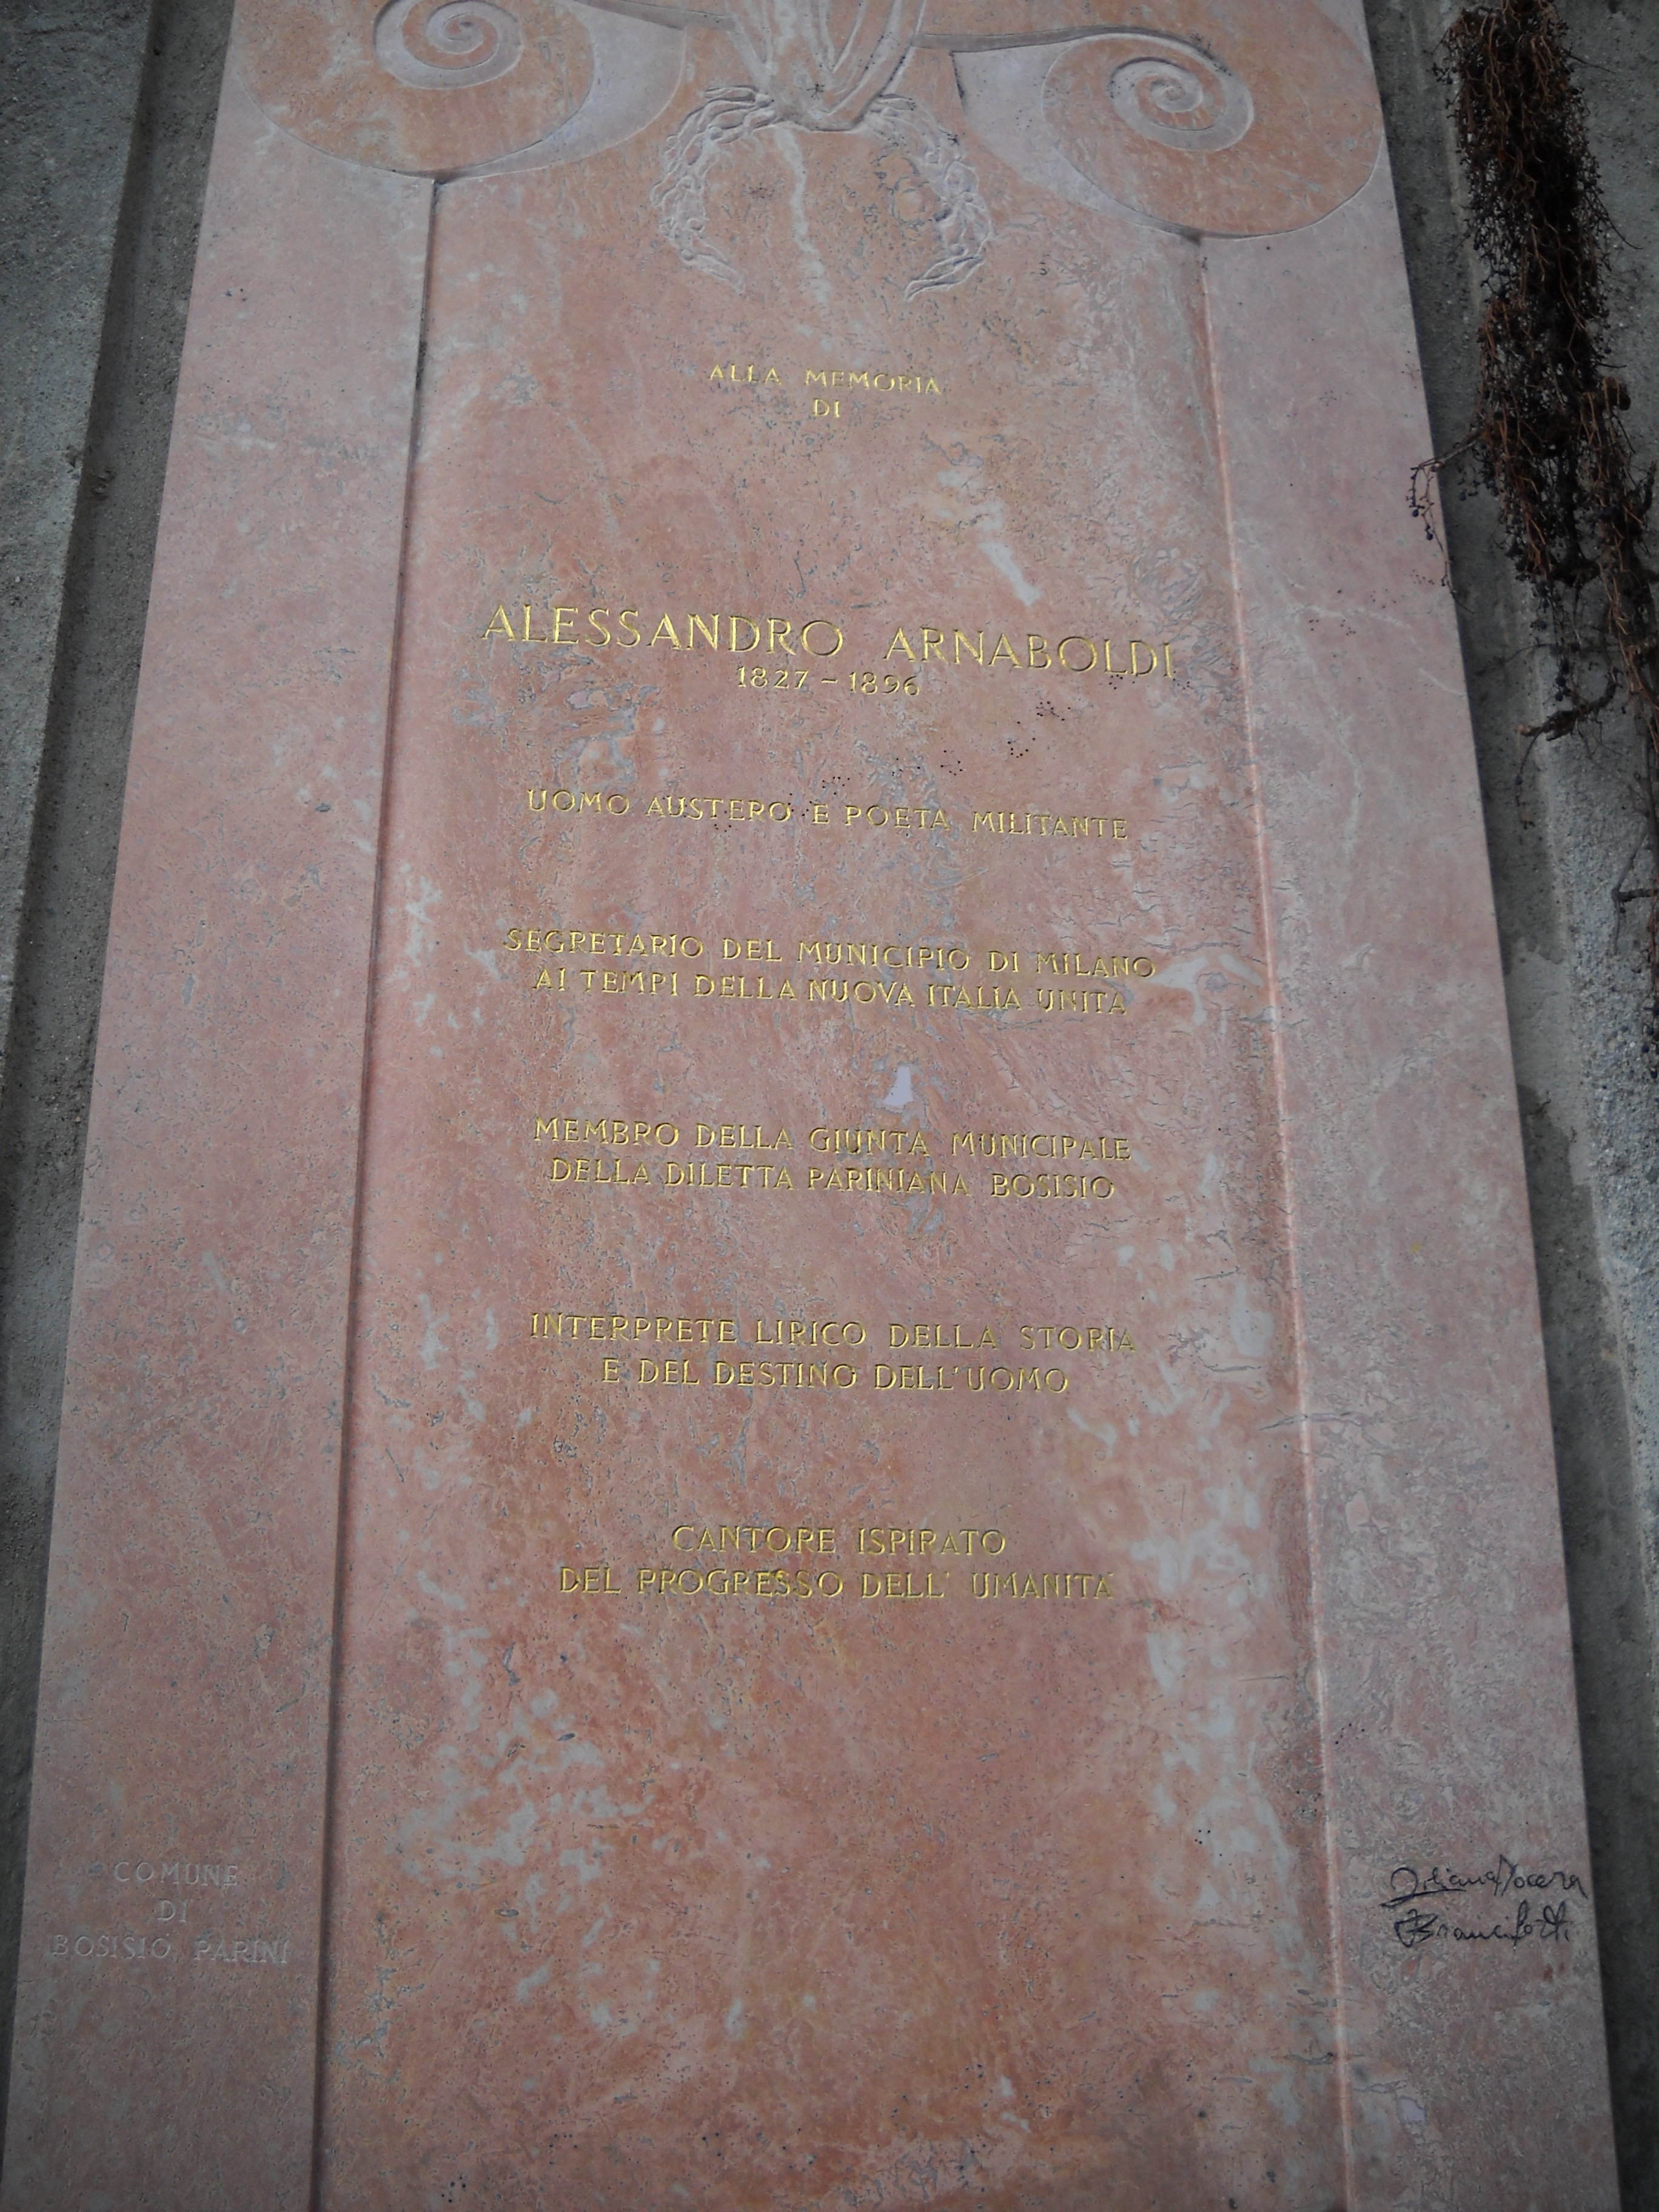 ALLA MEMORIA
DI
ALESSANDRO ARNABOLDI
1827 – 1896
UOMO AUSTERO E POETA MILITANTE
SEGRETARIO DEL MUNICIPIO DI MILANO
AI TEMPI DELLA NUOVA ITALIA UNITA
MEMBRO DELLA GIUNTA MUNICIPALE
DELLA DILETTA PARINIANA BOSISIO
INTERPRETE LIRICO DELLA STORIA
E DEL DESTINO DELL'UOMO
CANTORE ISPIRATO
DEL PROGRESSO DELL' UMANITA'
COMUNE
DI
BOSISIO PARINI